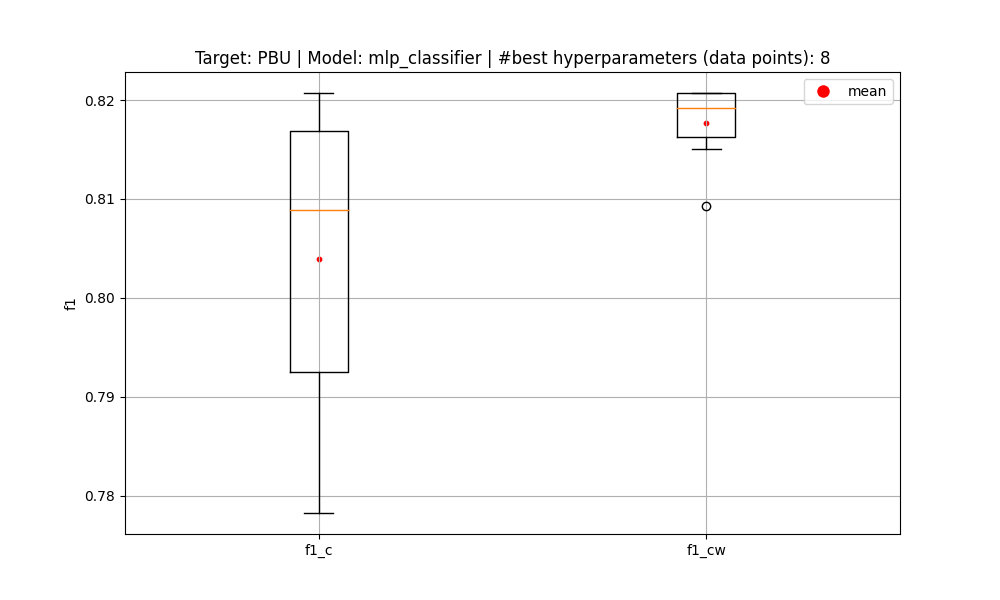 Target: PBU | Model: mlp_classifier | #best hyperparameters (data points): 8
mean
0.82
0.81
0.80
0.79
0.78
f1
f1_c
f1_cw